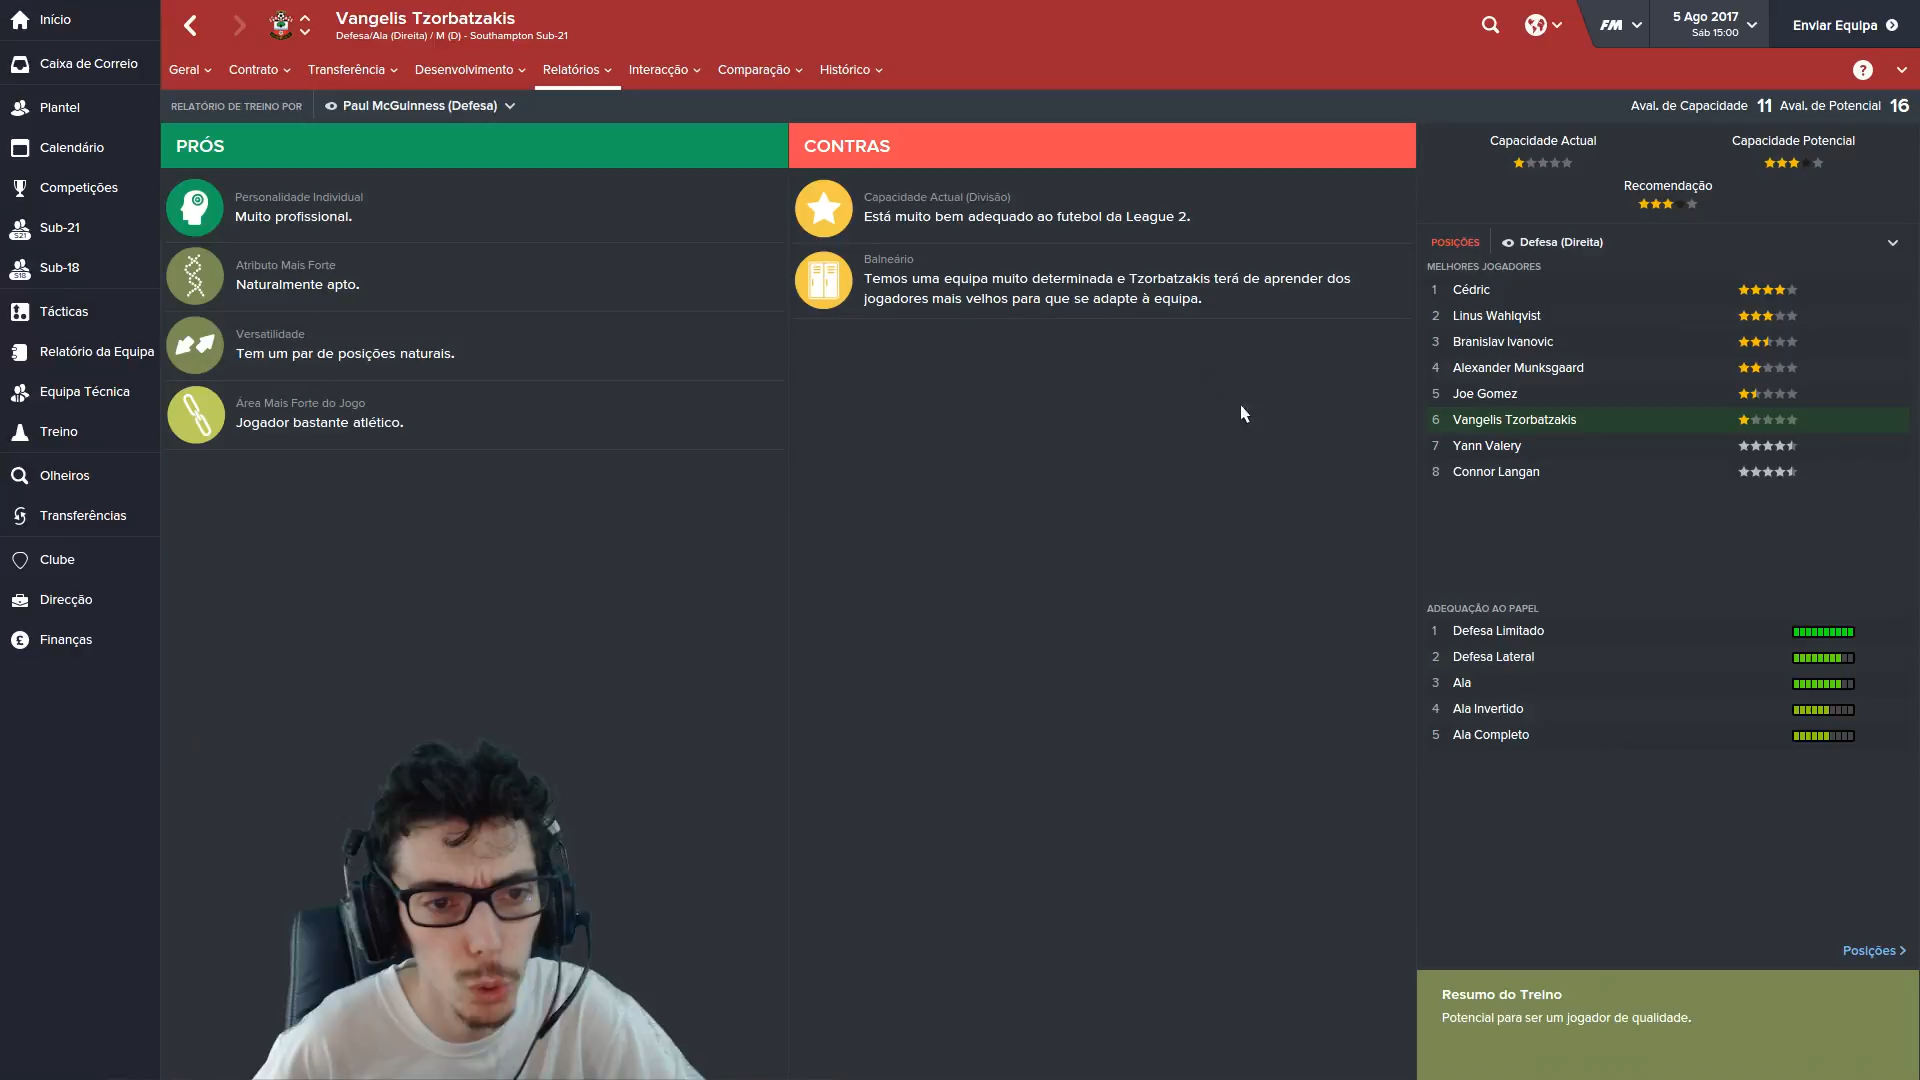 Início
Caixa de Correio
Plantel
Calendário
Competições
Sub-21
Sub-18
Tácticas
Relatório da Equipa
Equipa Técnica
Treino
Olheiros
Transferências
Clube
Direcção
Finanças
Vangelis Tzorbatzakis
Defesa/Ala (Direita) / M (D) - Southampton Sub-21
FM
5 Ago 2017
Sáb 15:00
Enviar Equipa
Geral
Contrato
Transferência
Desenvolvimento
Relatórios
Interacção
Comparação
Histórico
?
RELATÓRIO DE TREINO POR
Paul McGuinness (Defesa)
Aval. de Capacidade 11 Aval. de Potencial 16
PRÓS
Personalidade Individual
Muito profissional.
Atributo Mais Forte
Naturalmente apto.
Versatilidade
Tem um par de posições naturais.
Área Mais Forte do Jogo
Jogador bastante atlético.
CONTRAS
Capacidade Actual (Divisão)
Está muito bem adequado ao futebol da League 2.
Balneário
Temos uma equipa muito determinada e Tzorbatzakis terá de aprender dos
jogadores mais velhos para que se adapte à equipa.
Capacidade Actual
Capacidade Potencial
Recomendação
POSIÇÕES
Defesa (Direita)
MELHORES JOGADORES
1 Cédric
2 Linus Wahlqvist
3 Branislav Ivanovic
4 Alexander Munksgaard
5 Joe Gomez
6 Vangelis Tzorbatzakis
7 Yann Valery
8 Connor Langan
ADEQUAÇÃO AO PAPEL
1 Defesa Limitado
2 Defesa Lateral
3 Ala
4 Ala Invertido
5 Ala Completo
Posições
Resumo do Treino
Potencial para ser um jogador de qualidade.